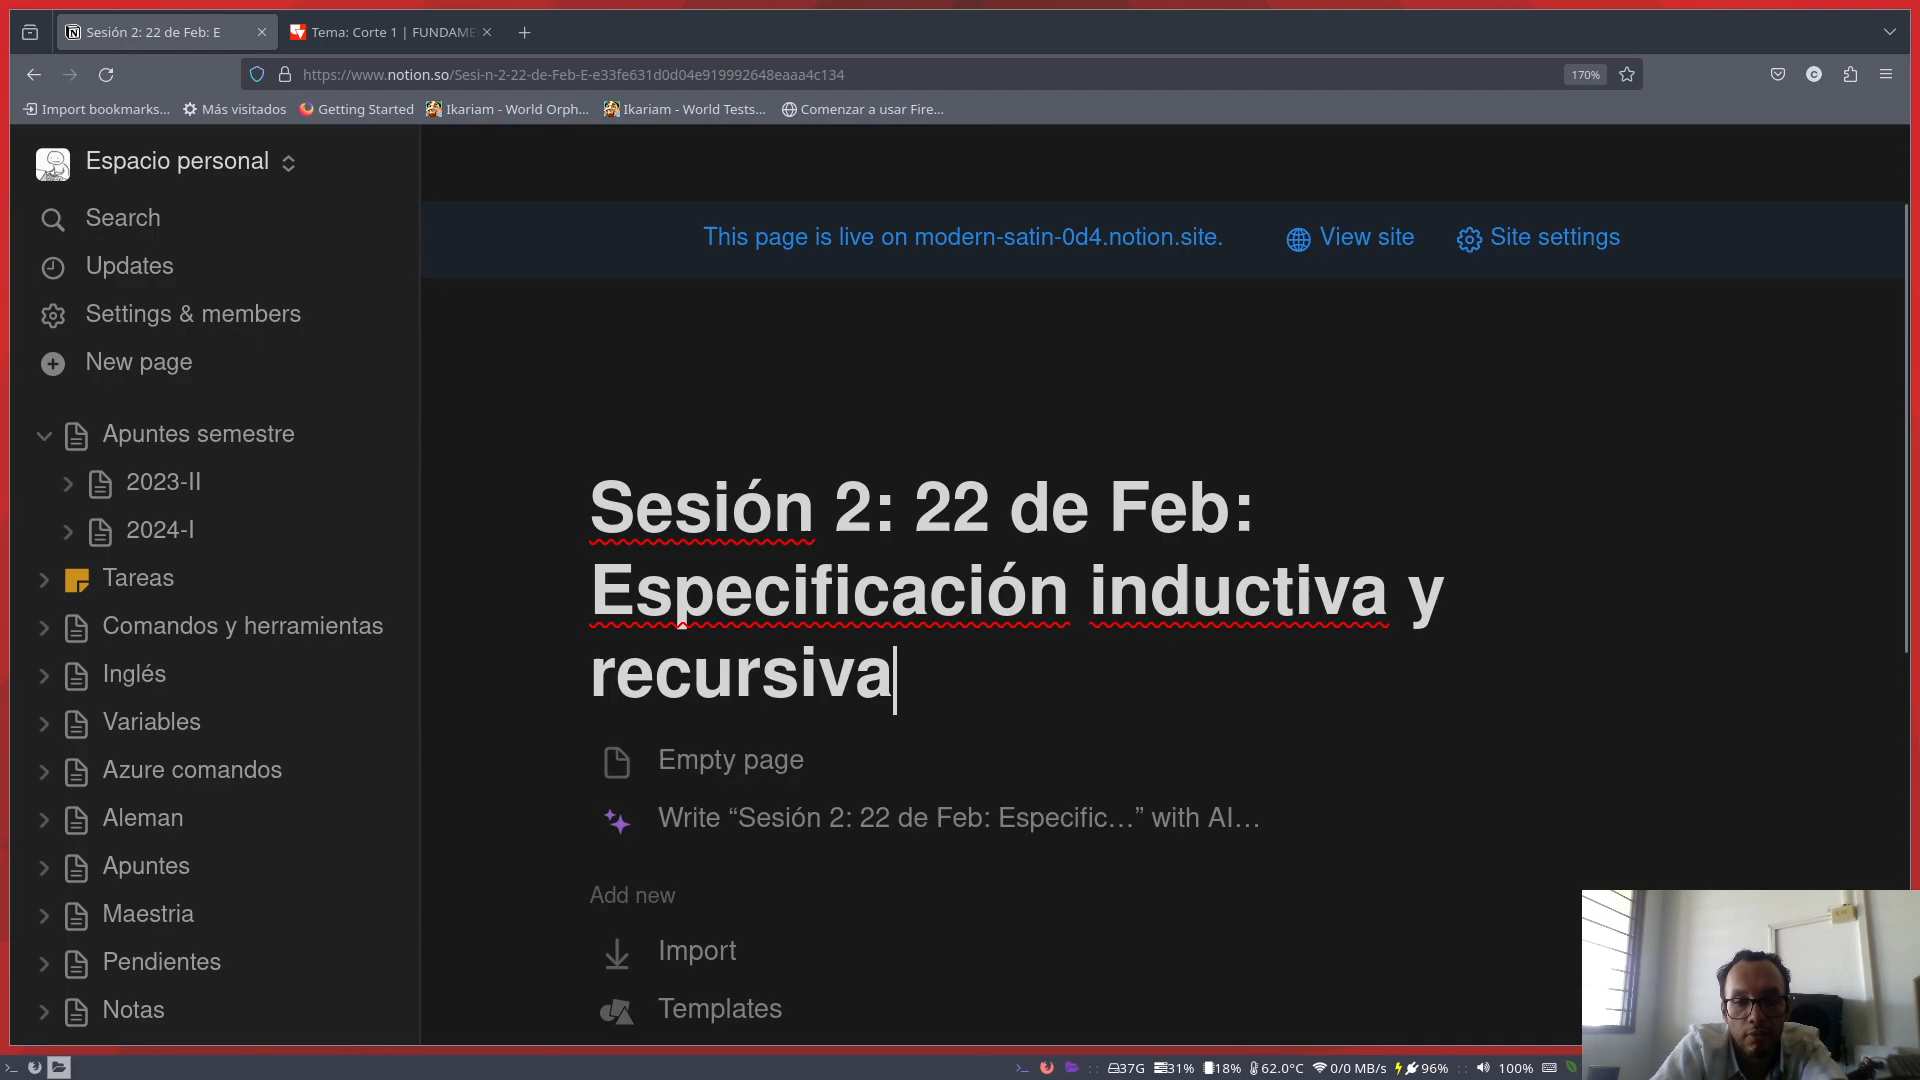 Sesión 2: 22 de Feb: E
Tema: Corte 1 | FUNDAME
https://www.notion.so/Sesi-n-2-22-de-Feb-E-e33fe631d0d04e919992648eaaa4c134
170%
C
Import bookmarks...
Más visitados
Getting Started
Ikariam - World Orph...
Ikariam - World Tests...
Comenzar a usar Fire...
Espacio personal
Search
Updates
Settings & members
New page
Apuntes semestre
2023-II
2024-I
Tareas
Comandos y herramientas
Inglés
Variables
Azure comandos
Aleman
Apuntes
Maestria
Pendientes
Notas
This page is live on modern-satin-0d4.notion.site.
View site
Site settings
Sesión 2: 22 de Feb:
Especificación inductiva y
recursiva
Empty page
Write “Sesión 2: 22 de Feb: Especific…” with AI…
Add new
Import
Templates
37G
31%
18%
62.0°C
0/0 MB/s
96%
100%